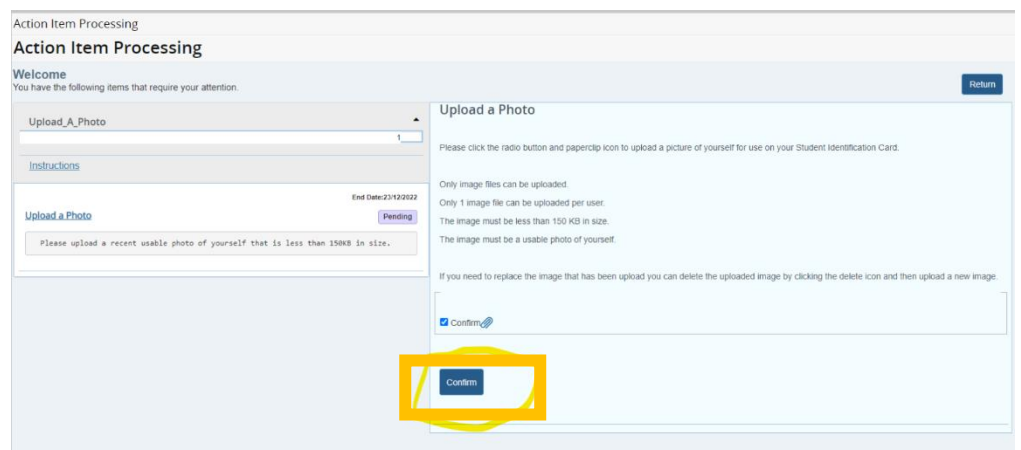 Action Item Processing
Action Item Processing
Welcome
You have the following items that require your attention.
Return
Upload_A_Photo
1
Instructions
End Date:23/12/2022
Upload a Photo
Pending
Please upload a recent usable photo of yourself that is less than 150KB in size.
Upload a Photo
Please click the radio button and paperclip icon to upload a picture of yourself for use on your Student Identification Card.
Only image files can be uploaded.
Only 1 image file can be uploaded per user.
The image must be less than 150 KB in size.
The image must be a usable photo of yourself.
If you need to replace the image that has been upload you can delete the uploaded image by clicking the delete icon and then upload a new image.
Confirm
Confirm